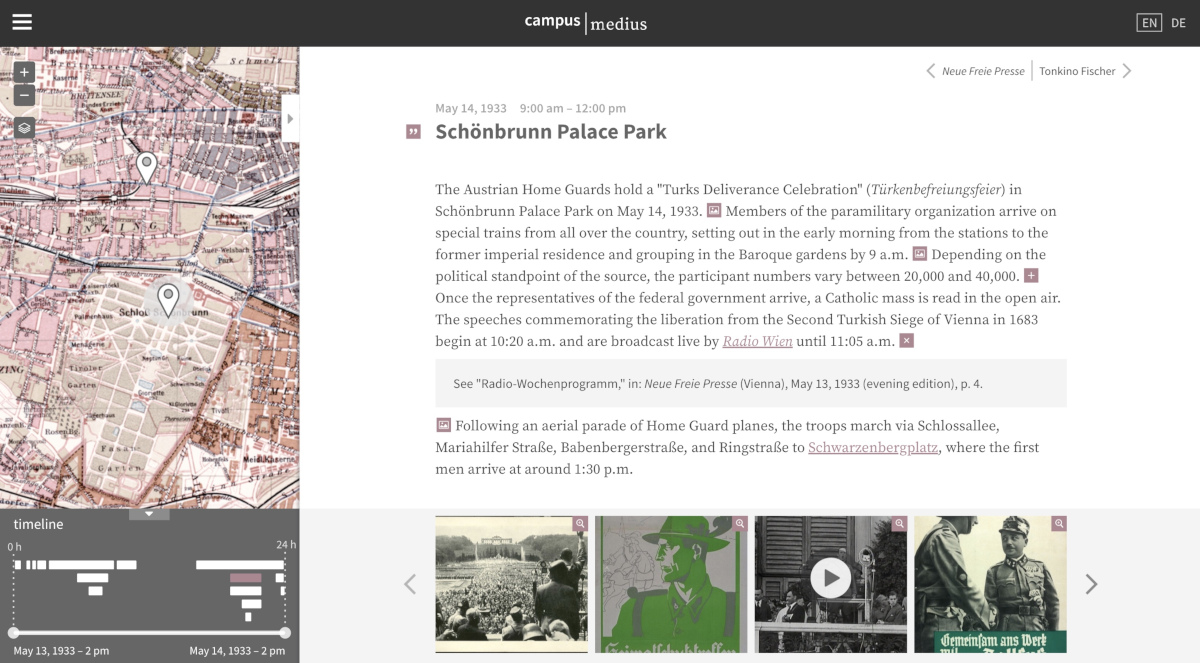 campus medius
EN DE
Neue Freie Presse
Tonkino Fischer
May 14, 1933 9:00 am – 12:00 pm
Schönbrunn Palace Park
The Austrian Home Guards hold a "Turks Deliverance Celebration" (Türkenbefreiungsfeier) in
Schönbrunn Palace Park on May 14, 1933. Members of the paramilitary organization arrive on
special trains from all over the country, setting out in the early morning from the stations to the
former imperial residence and grouping in the Baroque gardens by 9 a.m. Depending on the
political standpoint of the source, the participant numbers vary between 20,000 and 40,000.
Once the representatives of the federal government arrive, a Catholic mass is read in the open air.
The speeches commemorating the liberation from the Second Turkish Siege of Vienna in 1683
begin at 10:20 a.m. and are broadcast live by Radio Wien until 11:05 a.m.
See "Radio-Wochenprogramm," in: Neue Freie Presse (Vienna), May 13, 1933 (evening edition), p. 4.
Following an aerial parade of Home Guard planes, the troops march via Schlossallee,
Mariahilfer Straße, Babenbergerstraße, and Ringstraße to Schwarzenbergplatz, where the first
men arrive at around 1:30 p.m.
Schmelz
BREITENSEE
Kaserne
PENZING
Auer-Welsbach
Park
Palmenhaus
Schloß Schönbrunn
Menagerie
Tiroler
Garten
Gloriette
Tivoli
Fasan
Garten
timeline
0 h
24 h
May 13, 1933 – 2 pm
May 14, 1933 – 2 pm
Gemeinsam ans Werk